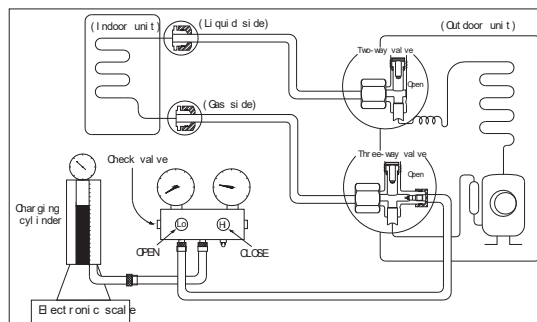 (Indoor unit)
(Liquid side)
(Outdoor unit)
Two-way valve
Open
(Gas side)
Three-way valve
Open
Check valve
Charging
cylinder
Lo
Hi
OPEN
CLOSE
Electronic scale